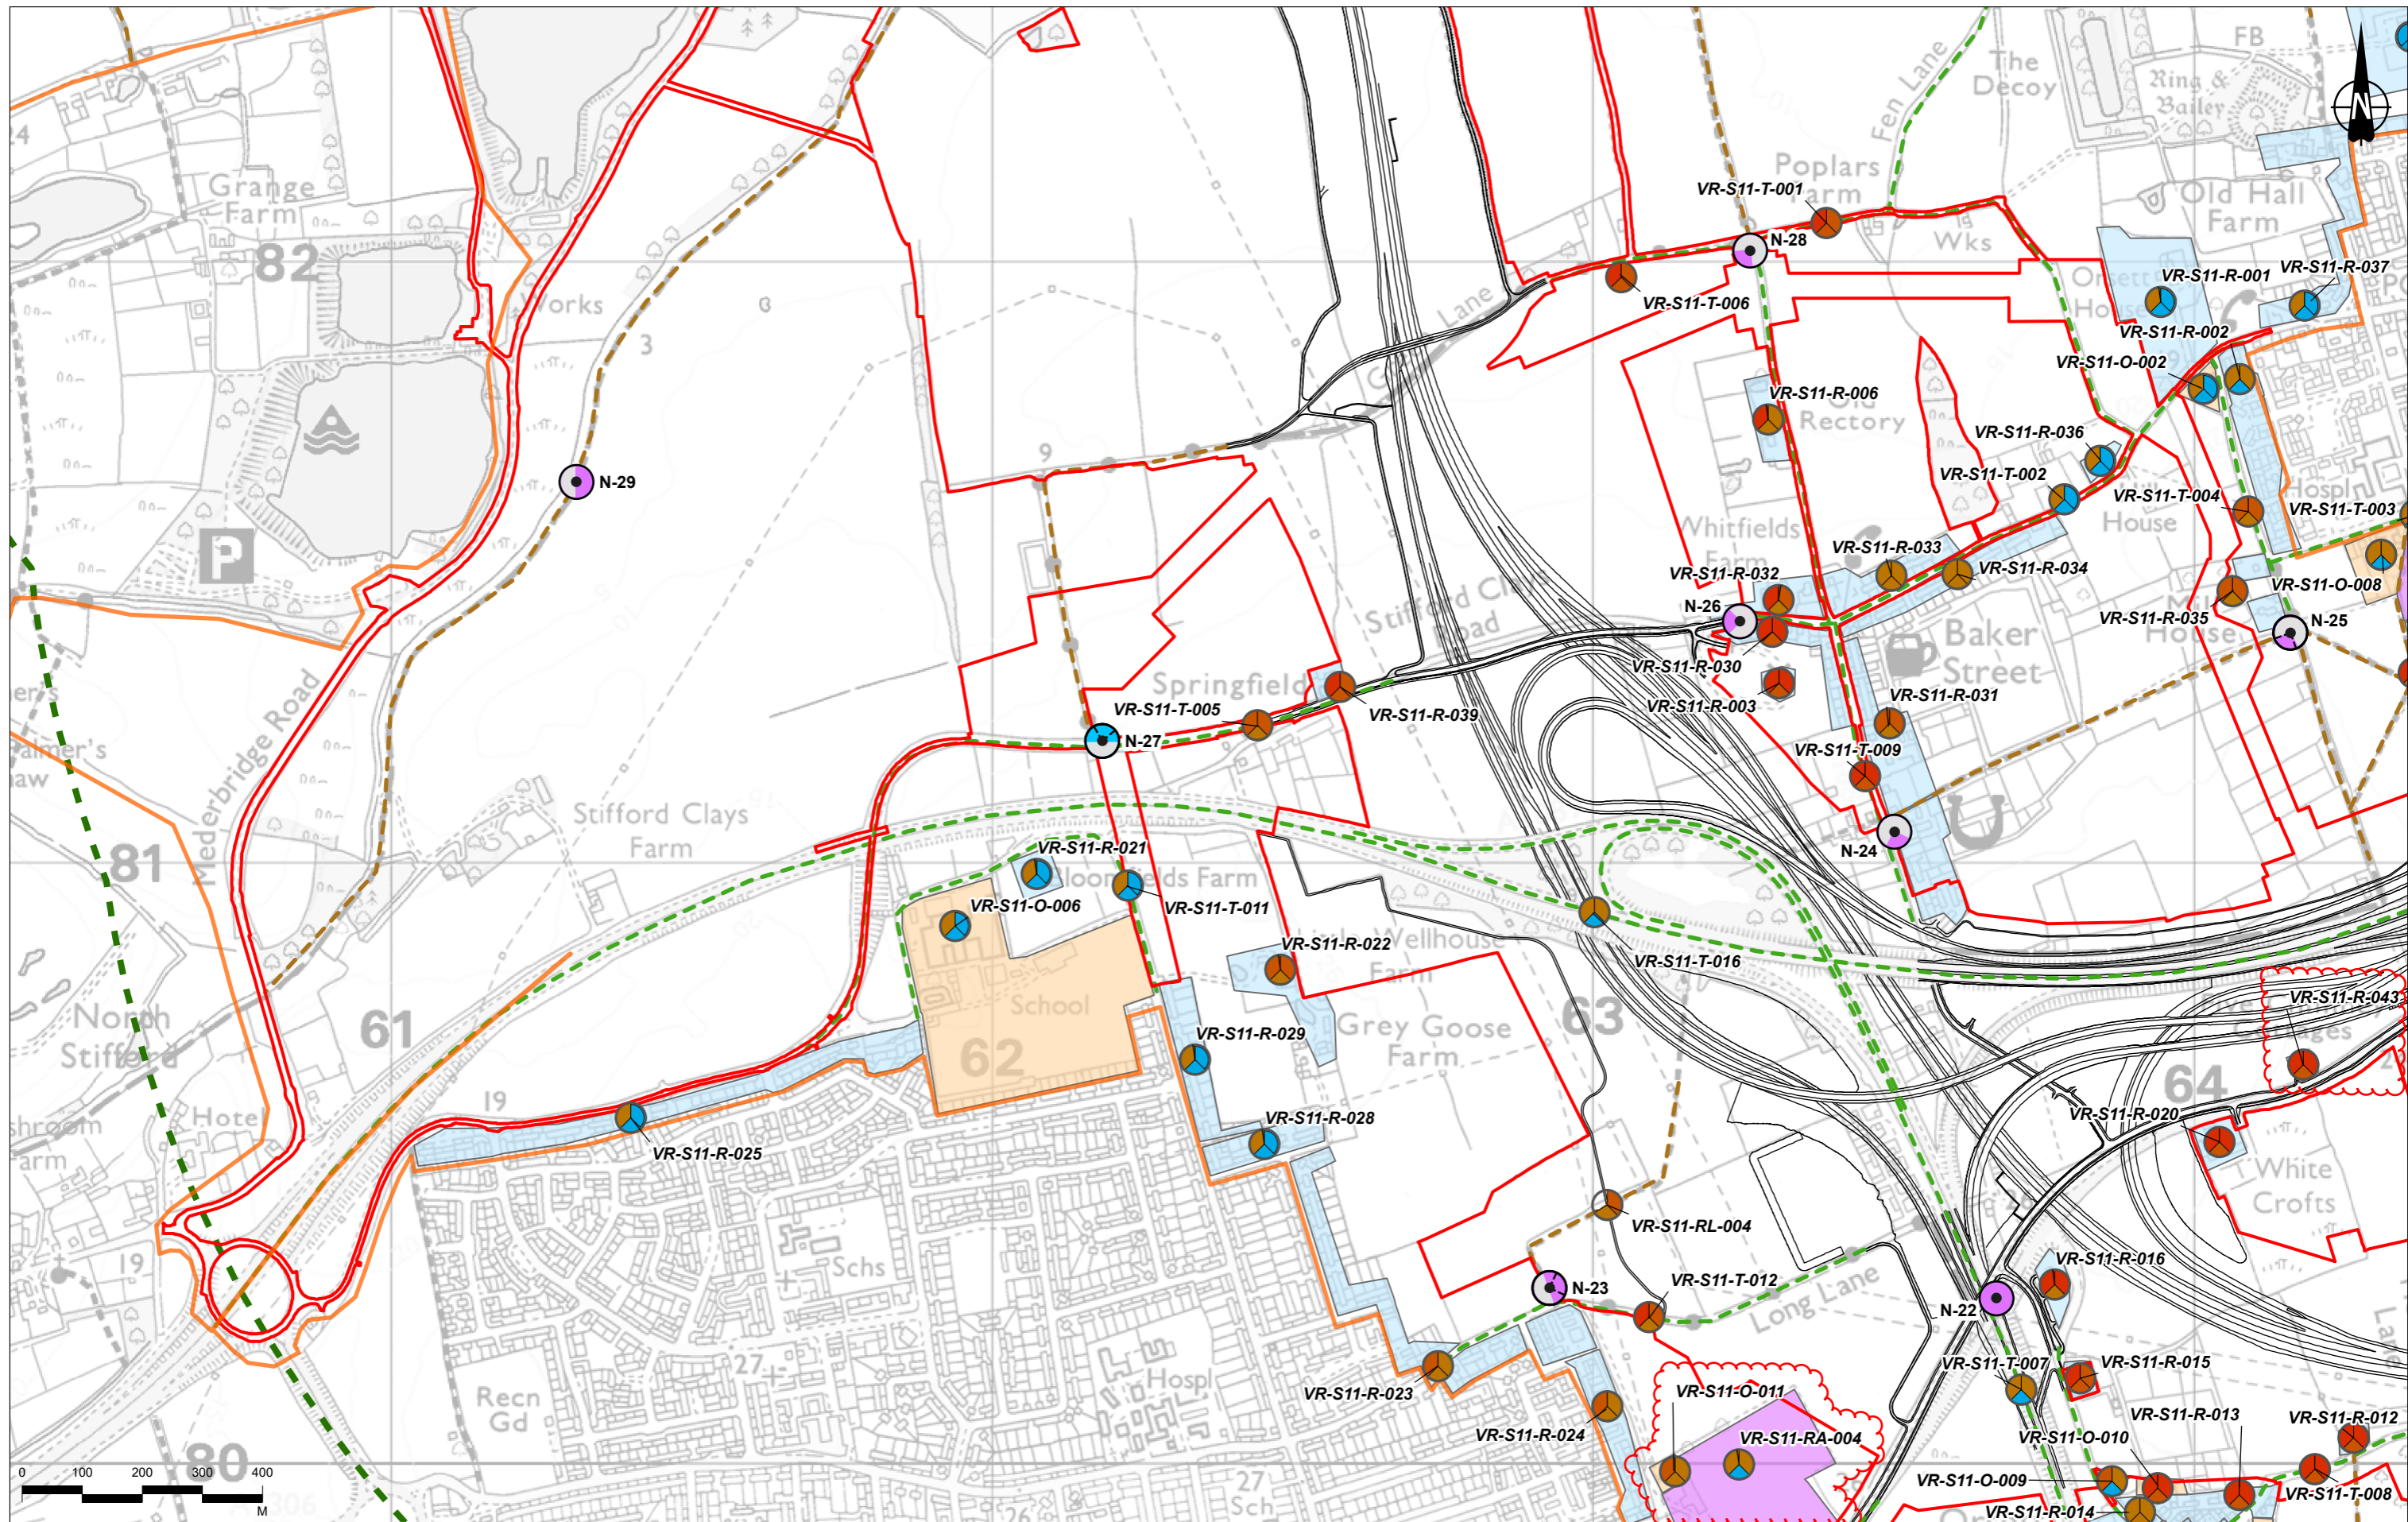 FB
The
Decoy
Ring &
Bailey
Fen Lane
24
Grange
Farm
Poplars
Farm
Old Hall
Farm
VR-S11-T-001
N-28
Wks
82
Works
VR-S11-R-001
VR-S11-R-037
VR-S11-T-006
VR-S11-R-002
VR-S11-O-002
3
VR-S11-R-006
Old
Rectory
VR-S11-R-036
9
VR-S11-T-002
N-29
VR-S11-T-004
Hospl
VR-S11-T-003
House
P
Whitfields
Farm
VR-S11-R-033
VR-S11-R-032
VR-S11-R-034
VR-S11-O-008
Stifford Clays
Road
N-26
VR-S11-R-035
House
N-25
Baker
Street
VR-S11-R-030
Springfield
VR-S11-R-003
VR-S11-R-031
VR-S11-T-005
VR-S11-R-039
N-27
VR-S11-T-009
Mederbridge Road
Stifford Clays
Farm
81
VR-S11-R-021
N-24
VR-S11-O-006
VR-S11-T-011
VR-S11-R-022
Little Wellhouse
Farm
VR-S11-T-016
School
VR-S11-R-043
North
Stifford
61
62
63
Grey Goose
Farm
VR-S11-R-029
64
19
Hotel
VR-S11-R-020
VR-S11-R-028
VR-S11-R-025
White
Crofts
VR-S11-RL-004
19
Schs
VR-S11-R-016
N-23
VR-S11-T-012
Long Lane
N-22
27
VR-S11-T-007
VR-S11-R-015
VR-S11-R-023
Recn
Gd
Hospl
VR-S11-O-011
VR-S11-R-013
VR-S11-R-012
VR-S11-R-024
VR-S11-RA-004
VR-S11-O-010
80
27
Sch
VR-S11-O-009
VR-S11-T-008
VR-S11-R-014
26
0 100 200 300 400
M
N